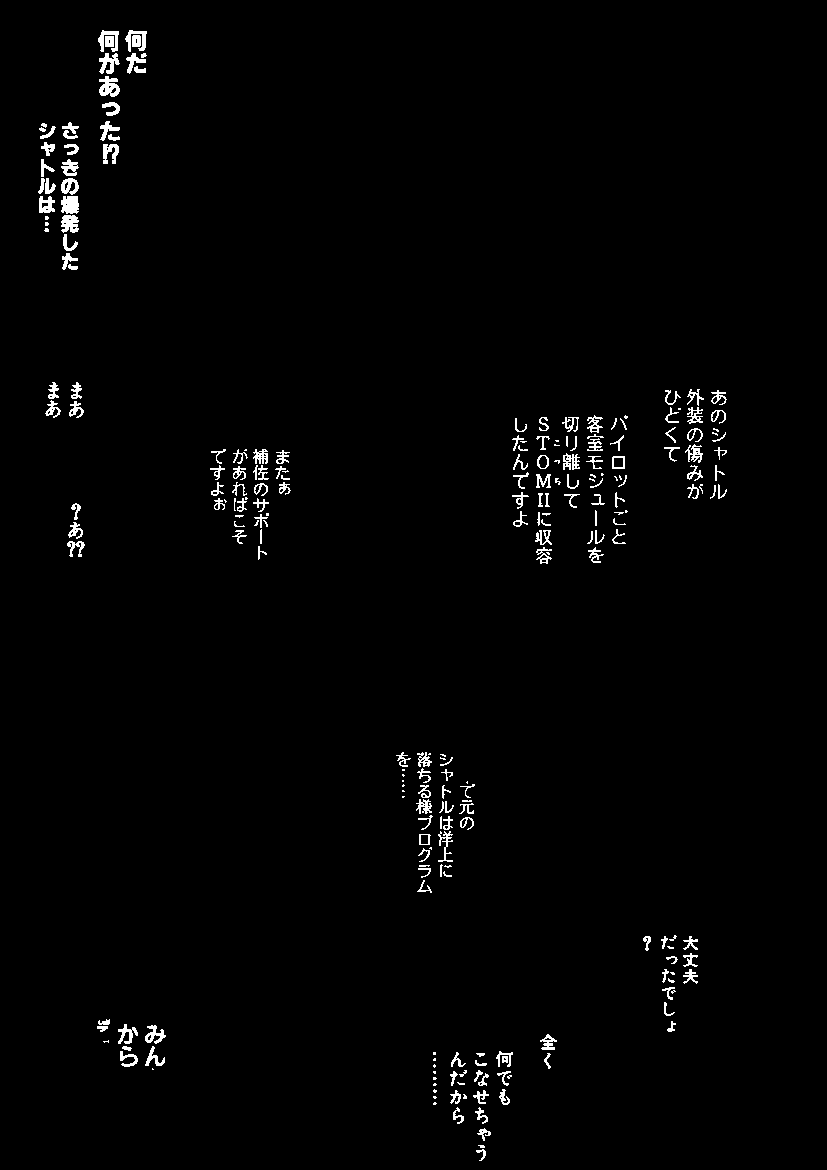 何だ
何があった!?
さっきの爆発した
シャトルは…
あのシャトル
外装の傷みが
ひどくて
パイロットごと
客室モジュールを
切り離して
STOMIIに収容
したんですよ
またぁ
補佐のサポート
があればこそ
ですよぉ
まあ
まあ
?あ??
で元の
シャトルは洋上に
落ちる様プログラム
を……
大丈夫
だったでしょ
?
全く
何でも
こなせちゃう
んだから
………
みん
から